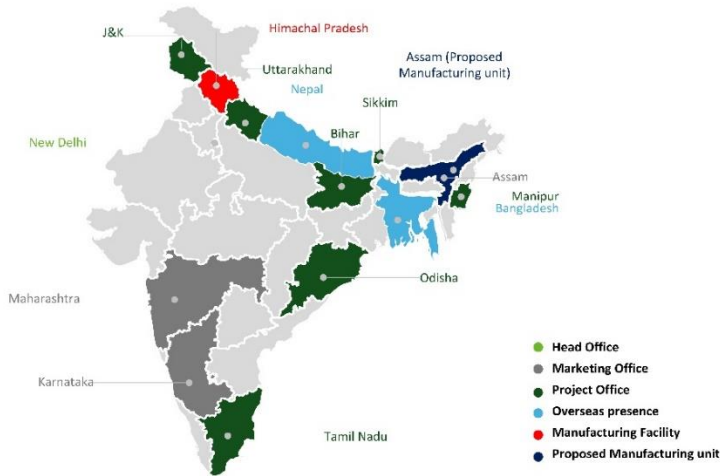 J&K
Himachal Pradesh
Assam (Proposed
Manufacturing unit)
Uttarakhand
Nepal
Sikkim
New Delhi
Bihar
Assam
Manipur
Bangladesh
Odisha
Maharashtra
Karnataka
Tamil Nadu
Head Office
Marketing Office
Project Office
Overseas presence
Manufacturing Facility
Proposed Manufacturing unit